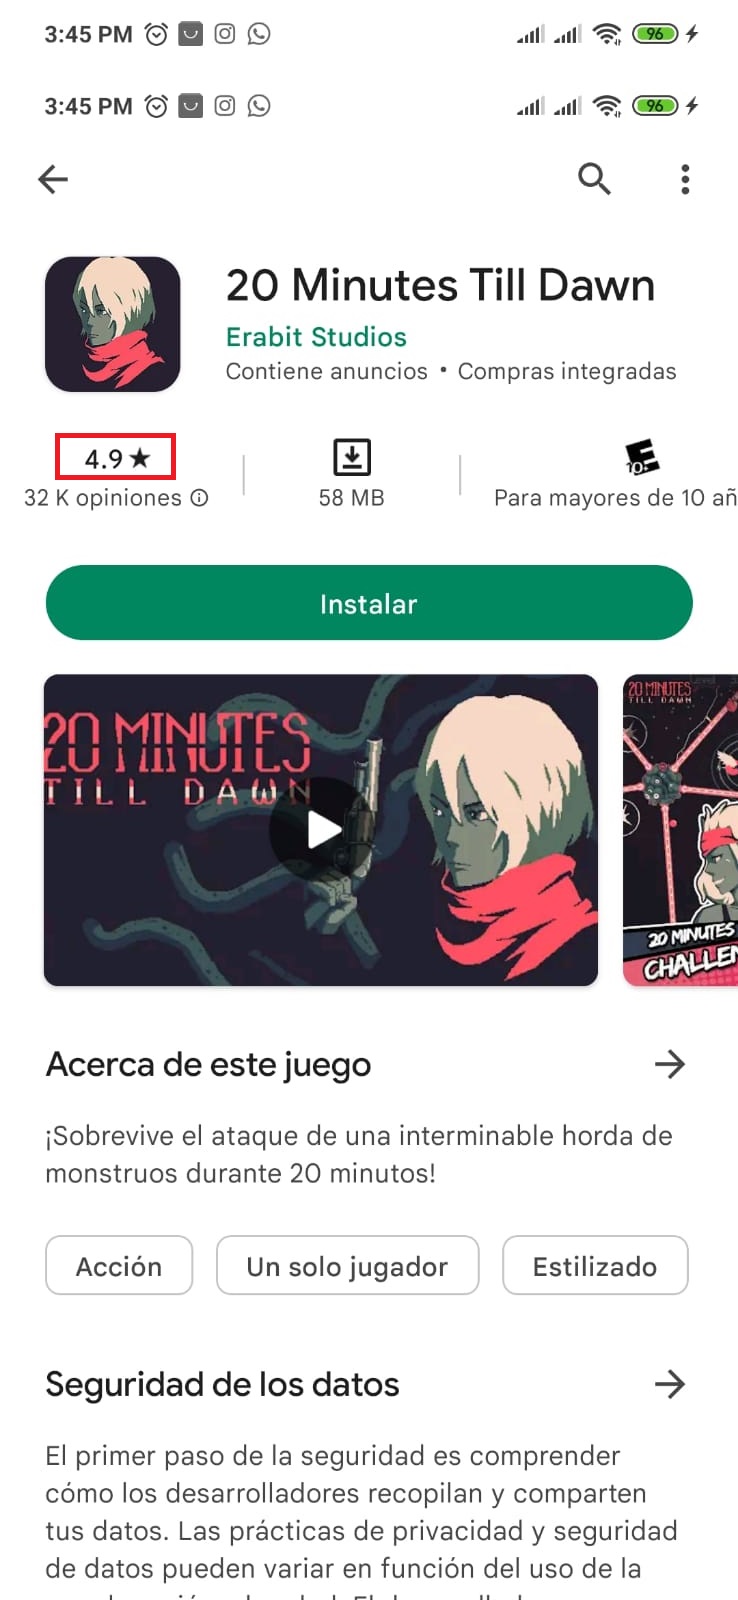 3:45 PM 96
3:45 PM 96
20 Minutes Till Dawn
Erabit Studios
Contiene anuncios • Compras integradas
4.9★
32 K opiniones
58 MB
Para mayores de 10 añ
Instalar
20 MINUTES
TILL DAWN
20 MINUTES
TILL DAWN
20 MINUTES
CHALLEN
Acerca de este juego
¡Sobrevive el ataque de una interminable horda de
monstruos durante 20 minutos!
Acción
Un solo jugador
Estilizado
Seguridad de los datos
El primer paso de la seguridad es comprender
cómo los desarrolladores recopilan y comparten
tus datos. Las prácticas de privacidad y seguridad
de datos pueden variar en función del uso de la